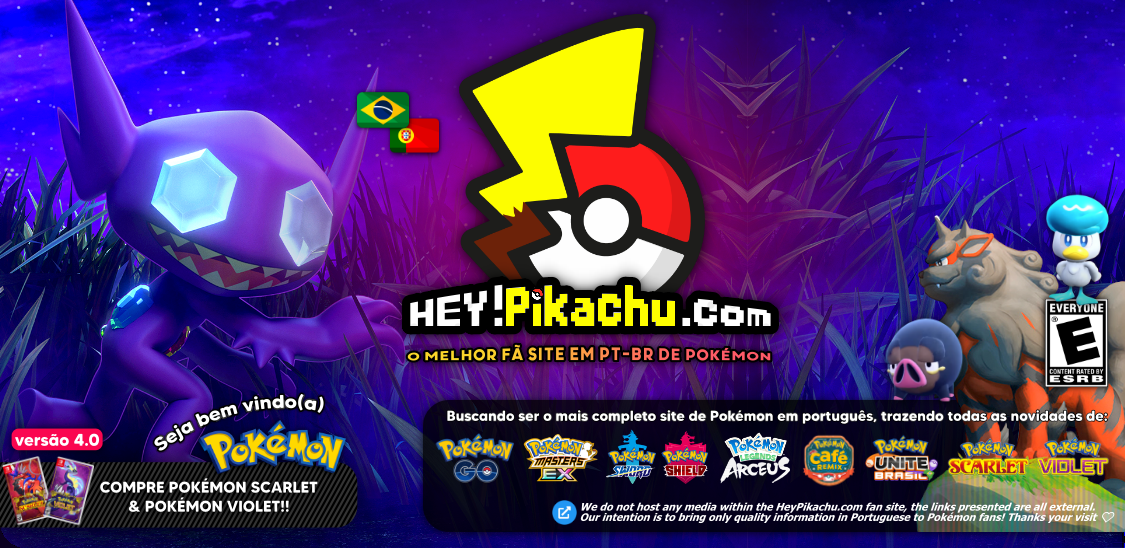 HEY!Pikachu.Com
O MELHOR FÃ SITE EM PT-BR DE POKÉMON
EVERYONE
E
CONTENT RATED BY
ESRB
Seja bem vindo(a)
POKÉMON
versão 4.0
COMPRE POKÉMON SCARLET
& POKÉMON VIOLET!!
Buscando ser o mais completo site de Pokémon em português, trazendo todas as novidades de:
POKÉMON GO
POKÉMON MASTERS EX
POKÉMON SWORD
POKÉMON SHIELD
POKÉMON LEGENDS ARCEUS
POKÉMON Café REMIX
POKÉMON UNITE BRASIL
POKÉMON SCARLET
POKÉMON VIOLET
We do not host any media within the HeyPikachu.com fan site, the links presented are all external.
Our intention is to bring only quality information in Portuguese to Pokémon fans! Thanks your visit ♡